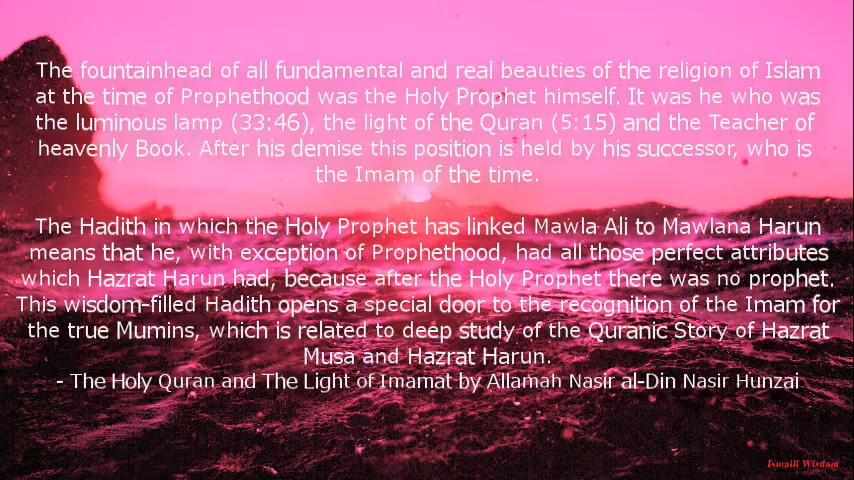 The fountainhead of all fundamental and real beauties of the religion of Islam
at the time of Prophethood was the Holy Prophet himself. It was he who was
the luminous lamp (33:46), the light of the Quran (5:15) and the Teacher of
heavenly Book. After his demise this position is held by his successor, who is
the Imam of the time.
The Hadith in which the Holy Prophet has linked Mawla Ali to Mawlana Harun
means that he, with exception of Prophethood, had all those perfect attributes
which Hazrat Harun had, because after the Holy Prophet there was no prophet.
This wisdom-filled Hadith opens a special door to the recognition of the Imam for
the true Mumins, which is related to deep study of the Quranic Story of Hazrat
Musa and Hazrat Harun.
- The Holy Quran and The Light of Imamat by Allamah Nasir al-Din Nasir Hunzai
Ismaili Wisdom